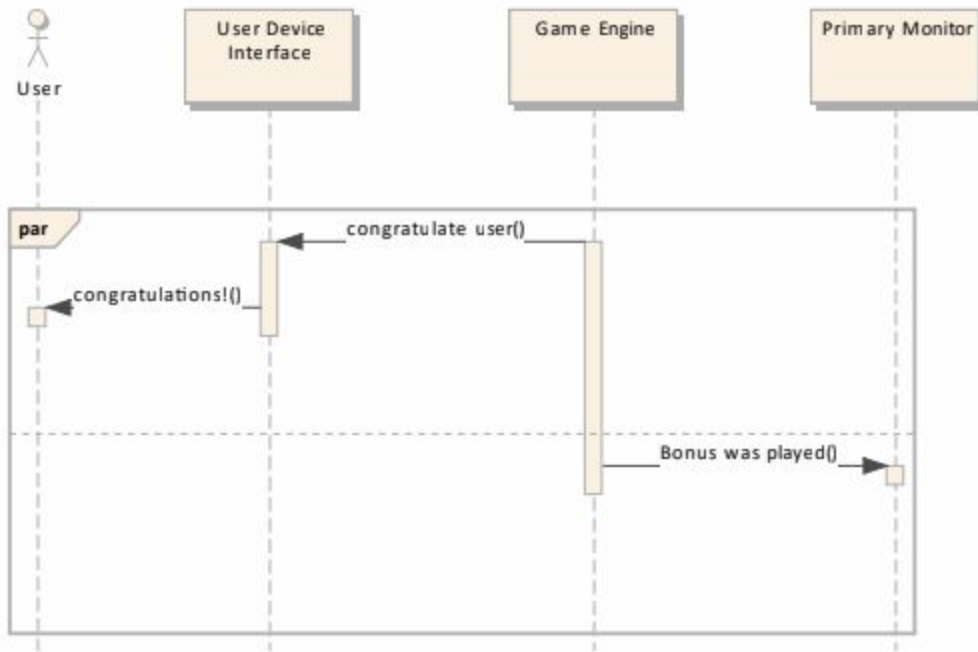 User Device
Interface
Game Engine
Primary Monitor
User
par
congratulate user()
congratulations!()
Bonus was played()